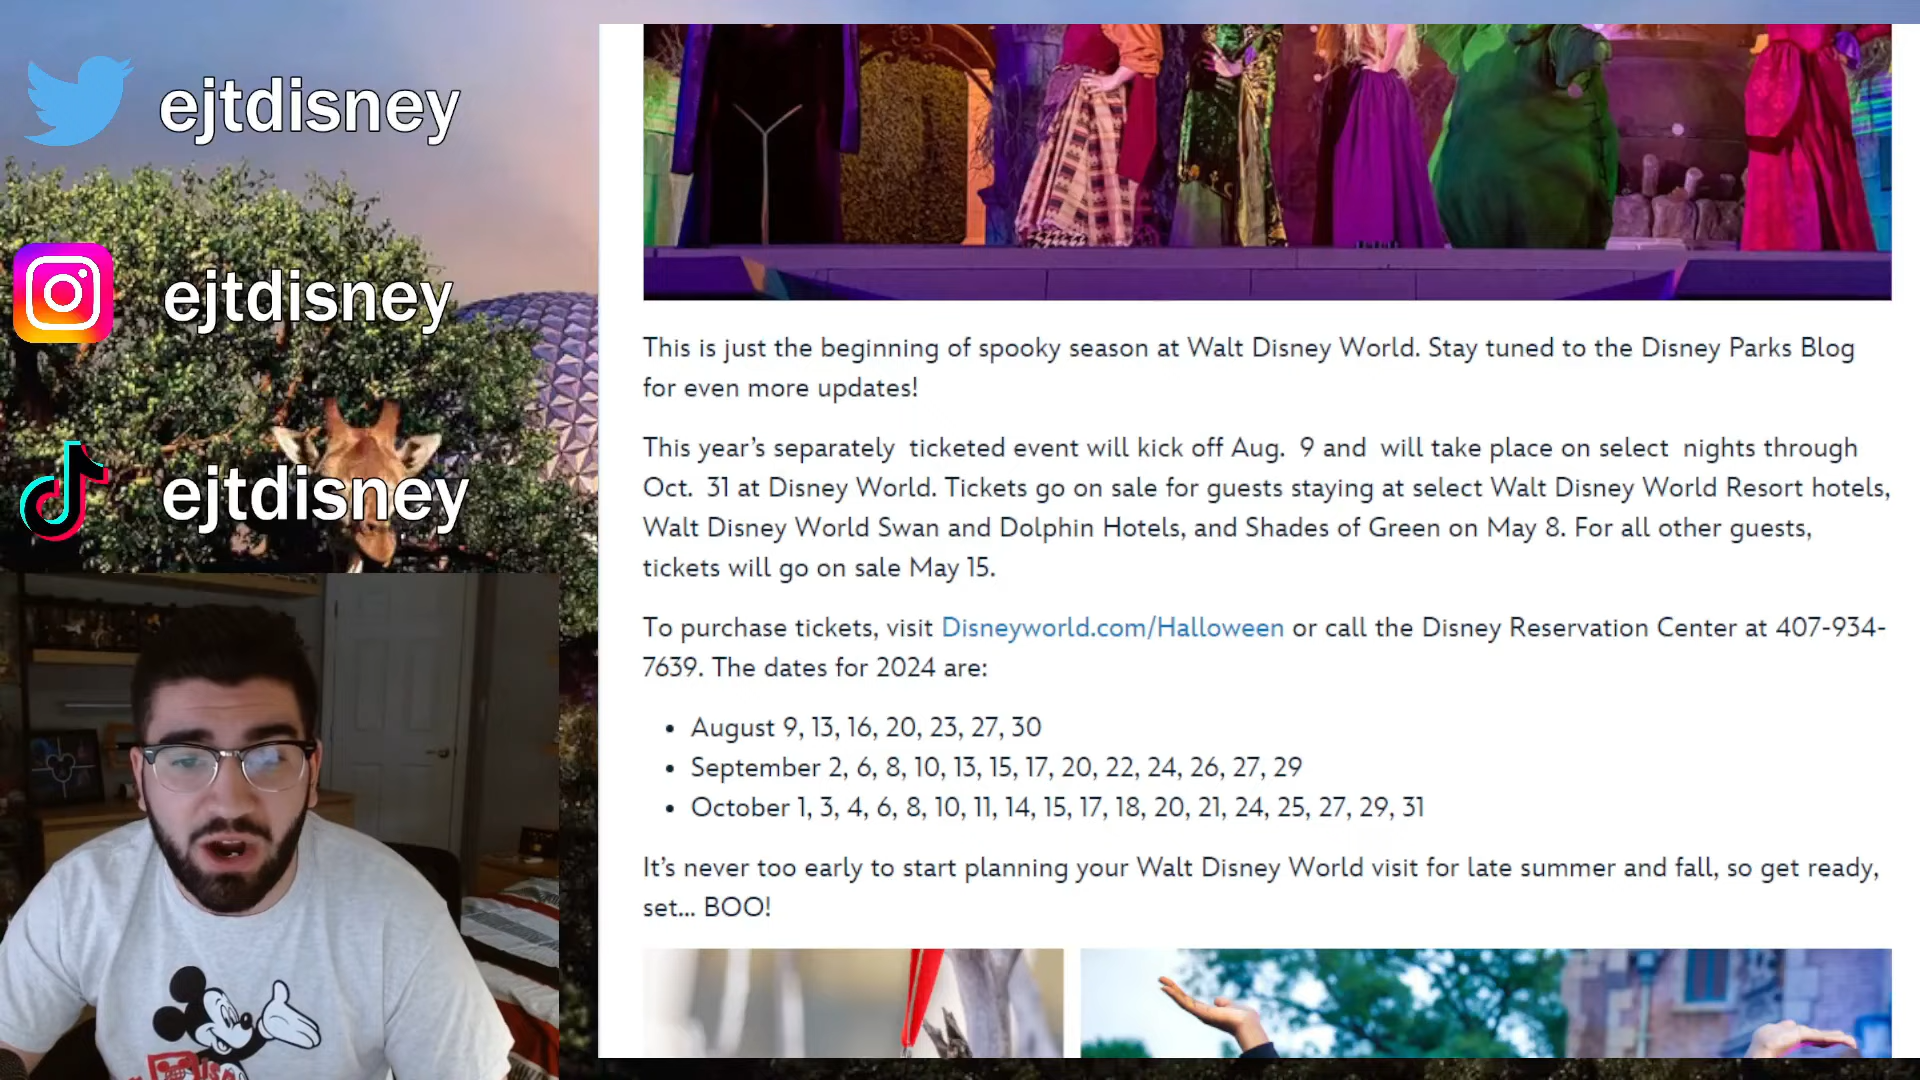 ejtdisney
ejtdisney
ejtdisney
This is just the beginning of spooky season at Walt Disney World. Stay tuned to the Disney Parks Blog
for even more updates!
This year’s separately ticketed event will kick off Aug. 9 and will take place on select nights through
Oct. 31 at Disney World. Tickets go on sale for guests staying at select Walt Disney World Resort hotels,
Walt Disney World Swan and Dolphin Hotels, and Shades of Green on May 8. For all other guests,
tickets will go on sale May 15.
To purchase tickets, visit Disneyworld.com/Halloween or call the Disney Reservation Center at 407-934-
7639. The dates for 2024 are:
• August 9, 13, 16, 20, 23, 27, 30
• September 2, 6, 8, 10, 13, 15, 17, 20, 22, 24, 26, 27, 29
• October 1, 3, 4, 6, 8, 10, 11, 14, 15, 17, 18, 20, 21, 24, 25, 27, 29, 31
It’s never too early to start planning your Walt Disney World visit for late summer and fall, so get ready,
set... BOO!